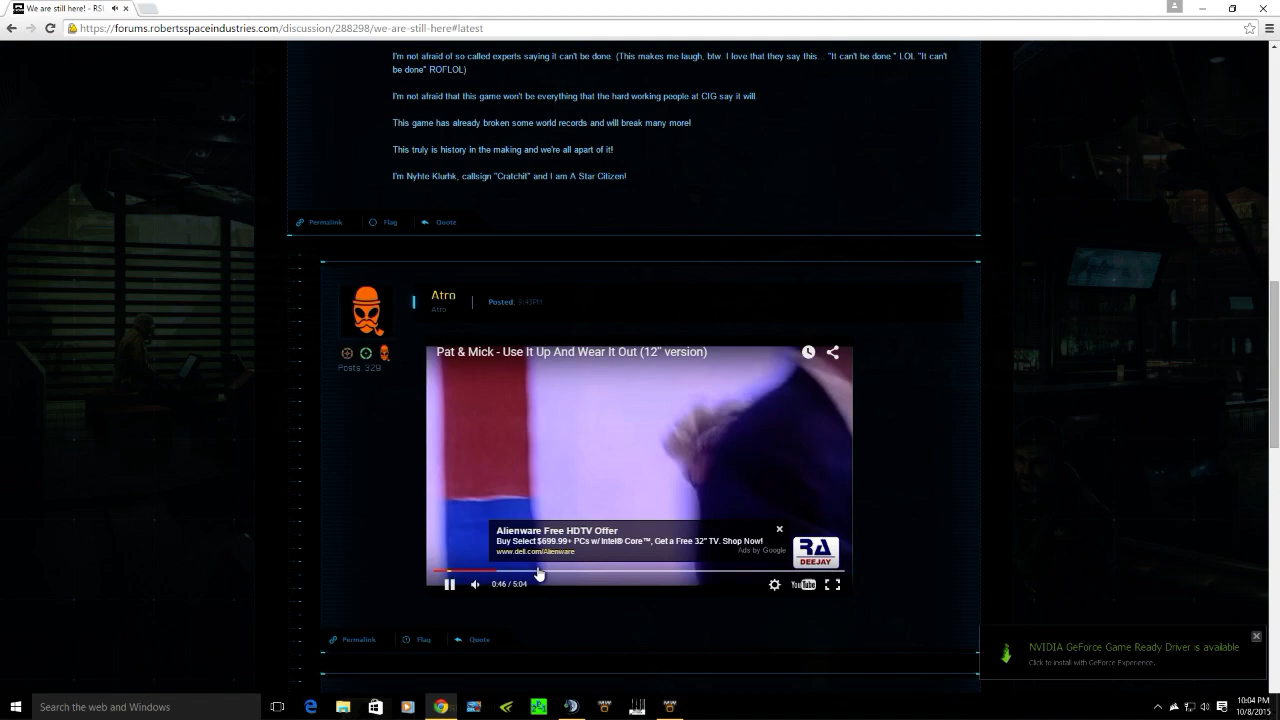 We are still here! - RSI
https://forums.robertsspaceindustries.com/discussion/288298/we-are-still-here#latest
I'm not afraid of so called experts saying it can't be done. (This makes me laugh, btw. I love that they say this... "It can't be done." LOL "It can't
be done" ROFLOL)
I'm not afraid that this game won't be everything that the hard working people at CIG say it will.
This game has already broken some world records and will break many more!
This truly is history in the making and we're all apart of it!
I'm Nyhte Klurhk, callsign "Cratchit" and I am A Star Citizen!
Permalink Flag Quote
Atro
Atro
Posted: 9:43PM
Posts: 329
Pat & Mick - Use It Up And Wear It Out (12" version)
Alienware Free HDTV Offer
Buy Select $699.99+ PCs w/ Intel® Core™, Get a Free 32" TV. Shop Now!
www.dell.com/Alienware
Ads by Google
RA
DEEJAY
0:46 / 5:04
YouTube
Permalink Flag Quote
NVIDIA GeForce Game Ready Driver is available
Click to install with GeForce Experience.
Search the web and Windows
10:04 PM
10/8/2015